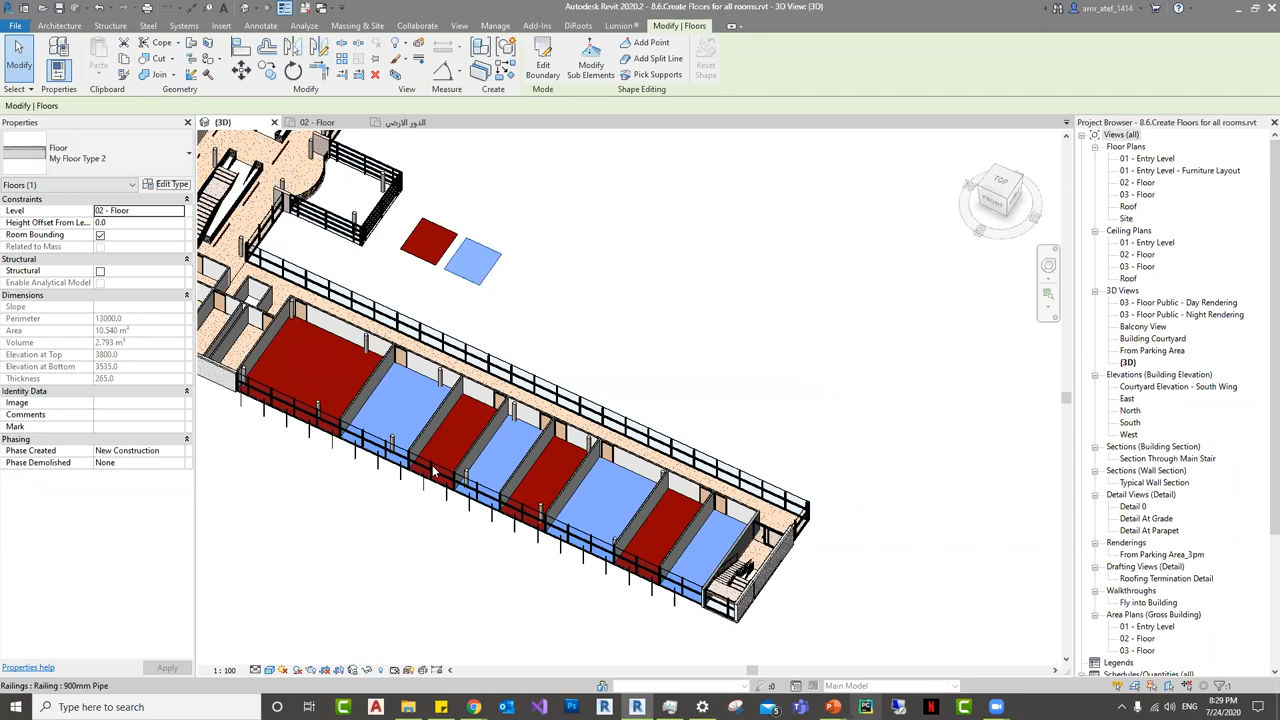 Autodesk Revit 2020.2 - 8.6.Create Floors for all rooms.rvt - 3D View: {3D}
amr_atef_1414
File Architecture Structure Steel Systems Insert Annotate Analyze Massing & Site Collaborate View Manage Add-Ins DiRoots Lumion® Modify | Floors
Modify
Paste
Cope
Cut
Join
Edit Boundary
Modify Sub Elements
Add Point
Add Split Line
Pick Supports
Reset Shape
Select Properties Clipboard Geometry Modify View Measure Create Mode Shape Editing
Modify | Floors
Properties
{3D} 02 - Floor الدور الارضي
Floor
My Floor Type 2
Floors (1) Edit Type
Constraints
Level 02 - Floor
Height Offset From Le... 0.0
Room Bounding
Related to Mass
Structural
Structural
Enable Analytical Model
Dimensions
Slope
Perimeter 13000.0
Area 10.540 m²
Volume 2.793 m³
Elevation at Top 3800.0
Elevation at Bottom 3535.0
Thickness 265.0
Identity Data
Image
Comments
Mark
Phasing
Phase Created New Construction
Phase Demolished None
Properties help Apply
TOP
FRONT
Project Browser - 8.6.Create Floors for all rooms.rvt
Views (all)
Floor Plans
01 - Entry Level
01 - Entry Level - Furniture Layout
02 - Floor
03 - Floor
Roof
Site
Ceiling Plans
01 - Entry Level
02 - Floor
03 - Floor
Roof
3D Views
03 - Floor Public - Day Rendering
03 - Floor Public - Night Rendering
Balcony View
Building Courtyard
From Parking Area
{3D}
Elevations (Building Elevation)
Courtyard Elevation - South Wing
East
North
South
West
Sections (Building Section)
Section Through Main Stair
Sections (Wall Section)
Typical Wall Section
Detail Views (Detail)
Detail 0
Detail At Grade
Detail At Parapet
Renderings
From Parking Area_3pm
Drafting Views (Detail)
Roofing Termination Detail
Walkthroughs
Fly into Building
Area Plans (Gross Building)
01 - Entry Level
02 - Floor
03 - Floor
Legends
Schedules/Quantities (all)
1 : 100
Railings : Railing : 900mm Pipe
:0
Main Model
:1
Type here to search
8:29 PM
7/24/2020